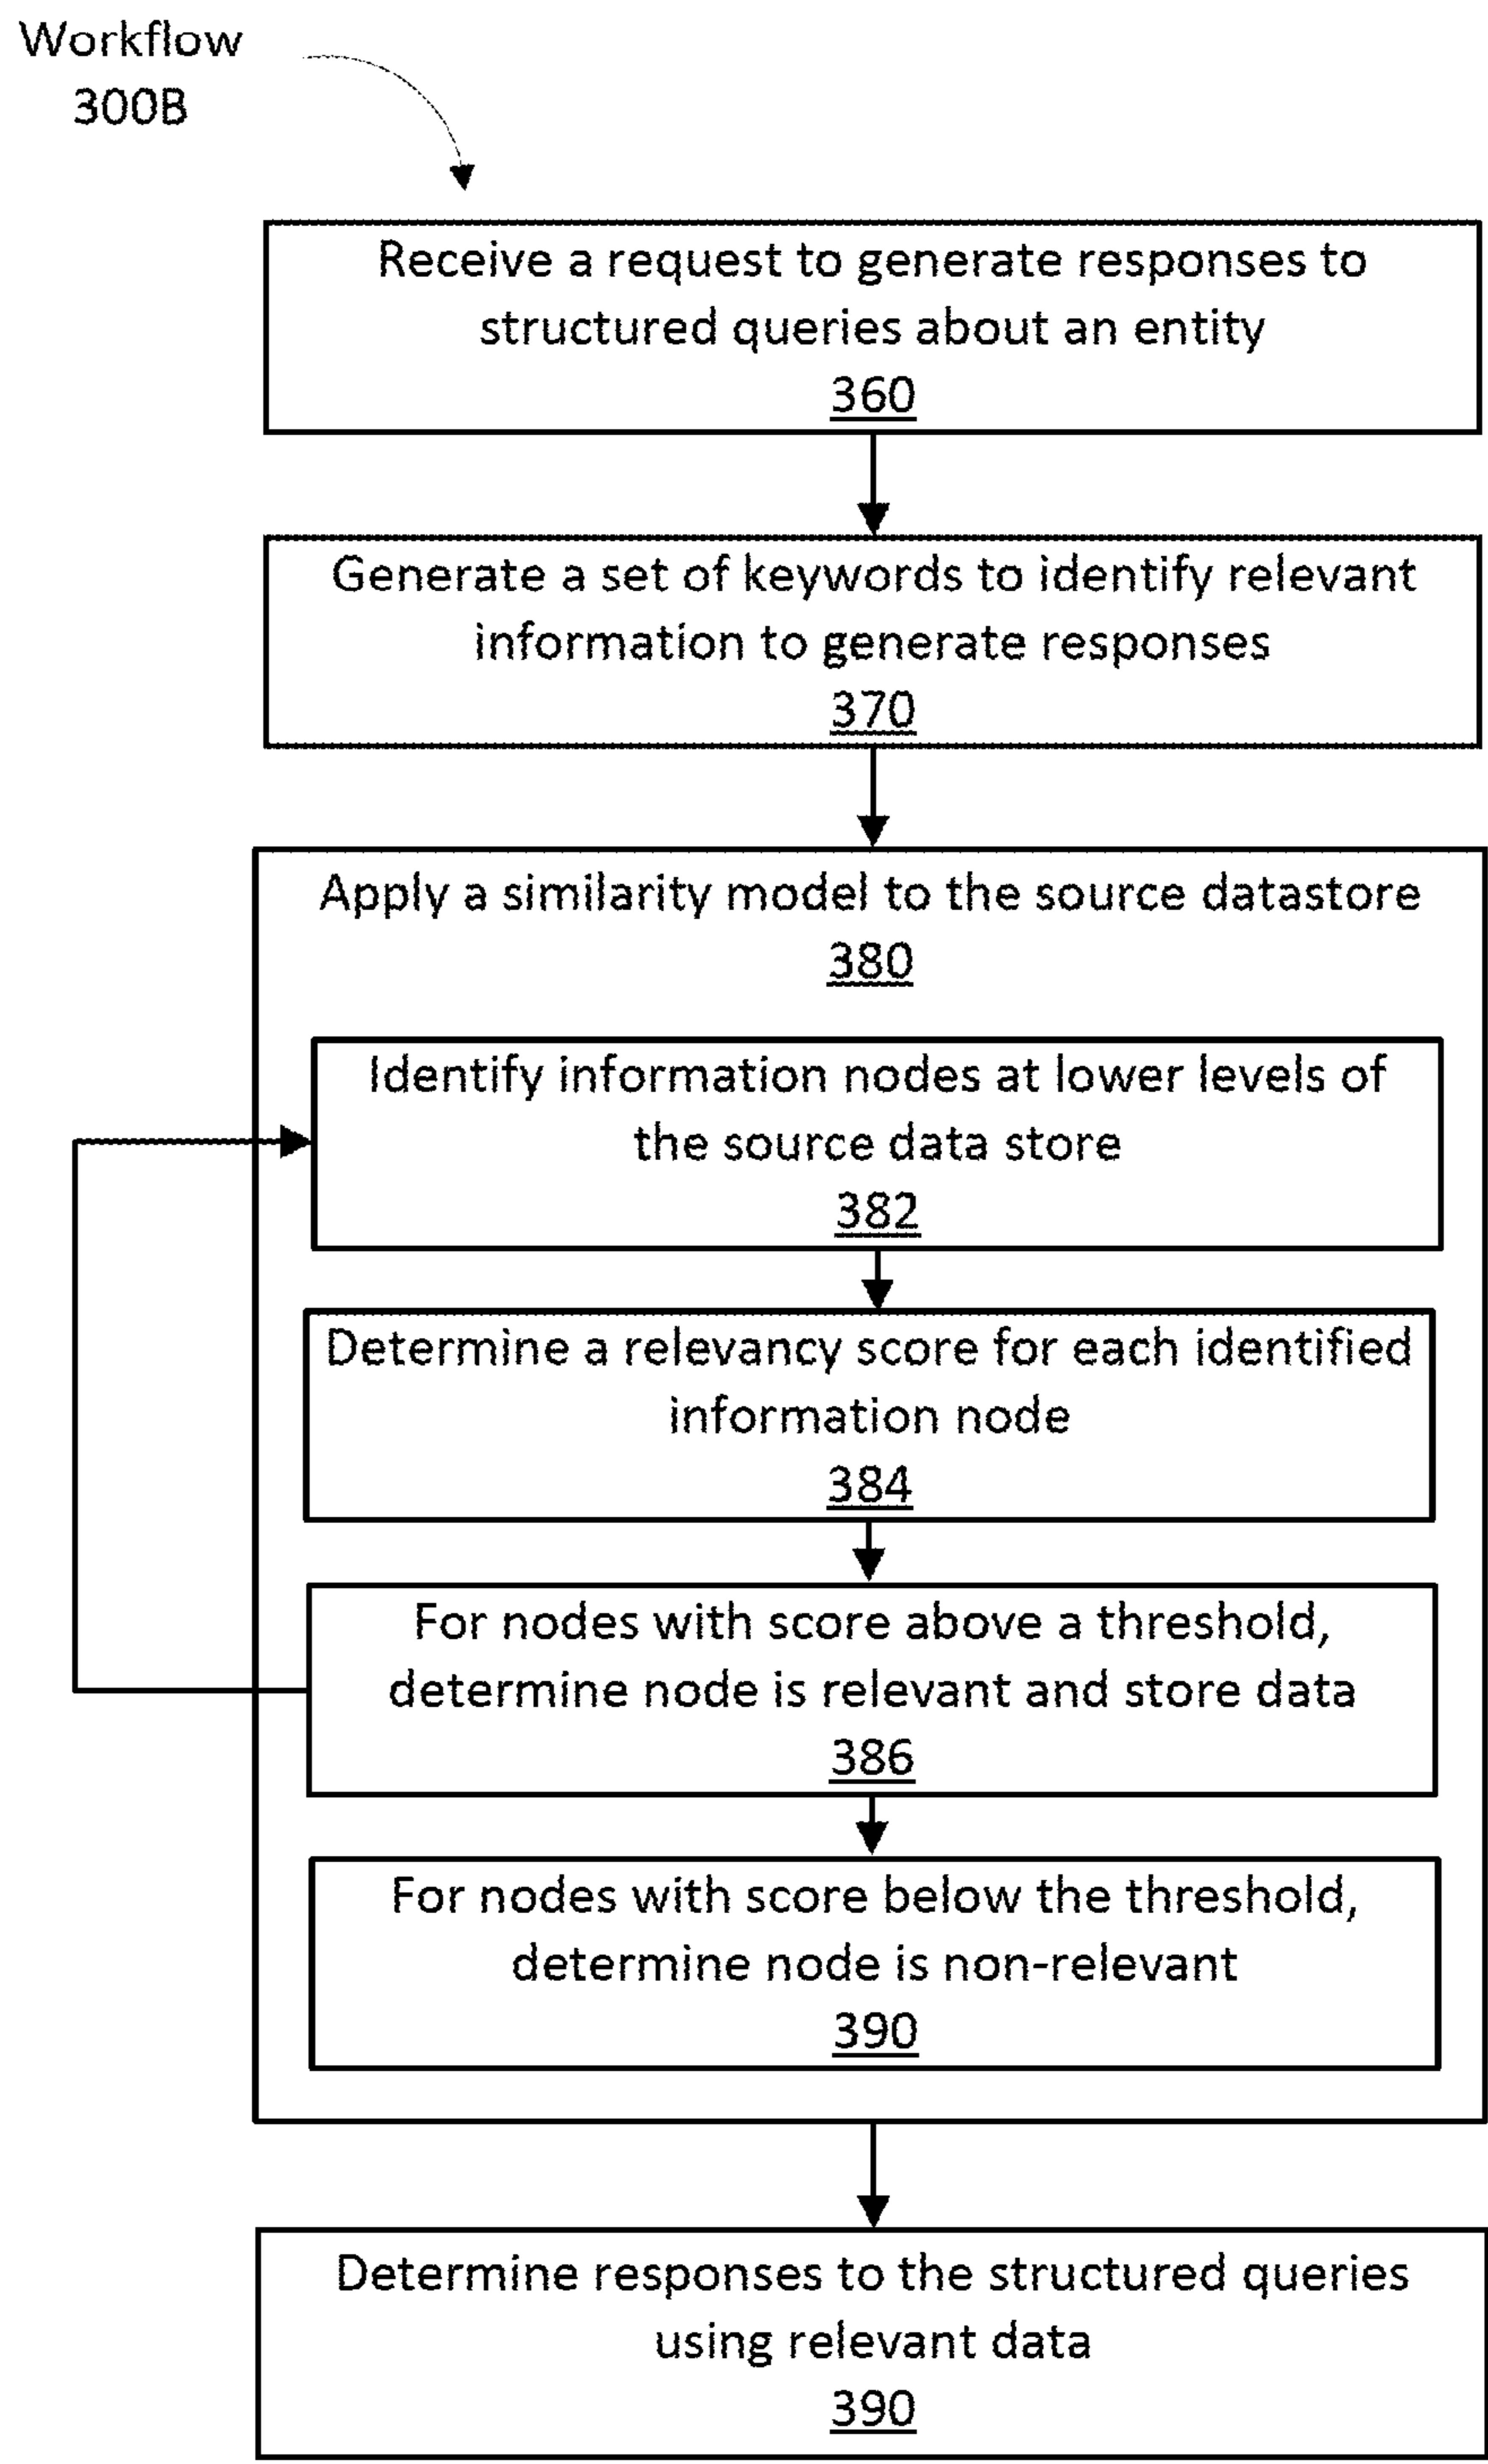 Workflow
300B
Receive a request to generate responses to
structured queries about an entity
360
Generate a set of keywords to identify relevant
information to generate responses
370
Apply a similarity model to the source datastore
380
Identify information nodes at lower levels of
the source data store
382
Determine a relevancy score for each identified
information node
384
For nodes with score above a threshold,
determine node is relevant and store data
386
For nodes with score below the threshold,
determine node is non-relevant
390
Determine responses to the structured queries
using relevant data
390